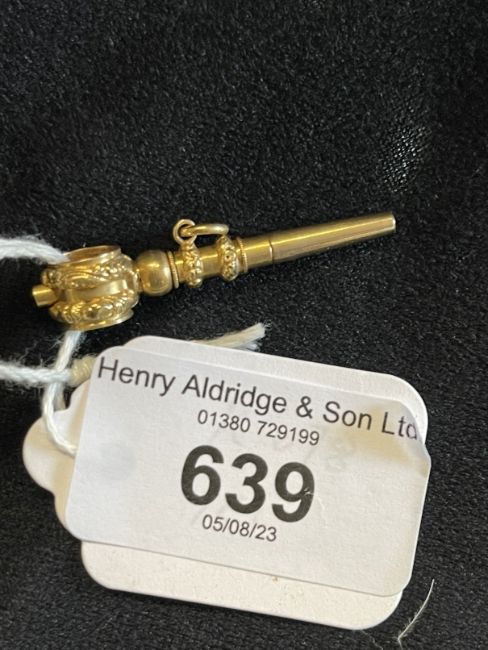 Henry Aldridge & Son Ltd
01380 729199
639
05/08/23